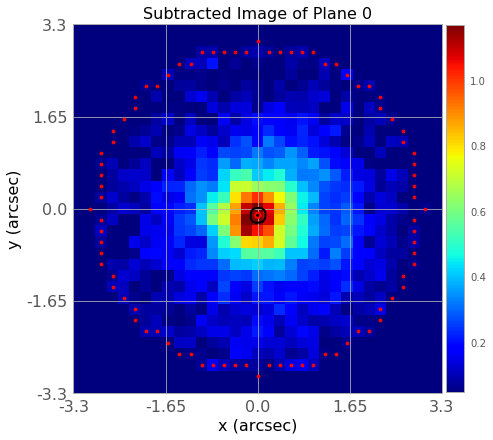 Subtracted Image of Plane 0
3.3
1.65
0.0
-1.65
-3.3
y (arcsec)
-3.3 -1.65 0.0 1.65 3.3
x (arcsec)
1.0
0.8
0.6
0.4
0.2